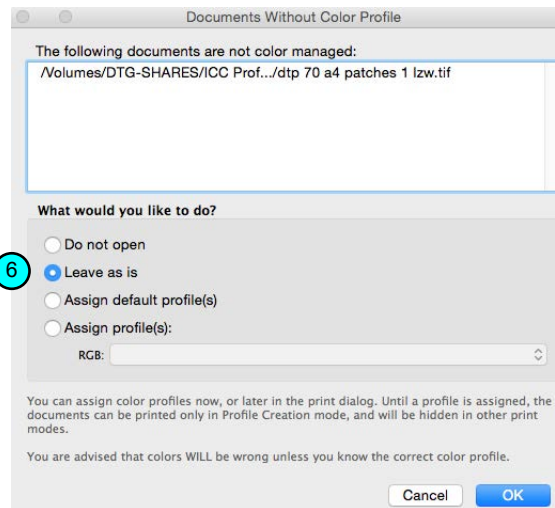 Documents Without Color Profile
The following documents are not color managed:
/Volumes/DTG-SHARES/ICC Prof.../dtp 70 a4 patches 1 lzw.tif
What would you like to do?
Do not open
6
Leave as is
Assign default profile(s)
Assign profile(s):
RGB:
You can assign color profiles now, or later in the print dialog. Until a profile is assigned, the
documents can be printed only in Profile Creation mode, and will be hidden in other print
modes.
You are advised that colors WILL be wrong unless you know the correct color profile.
Cancel OK